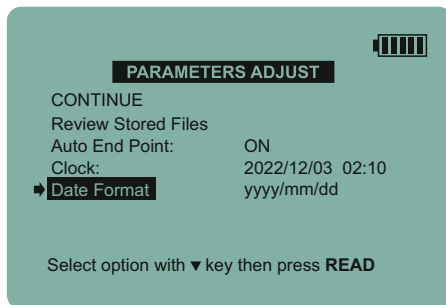 PARAMETERS ADJUST
CONTINUE
Review Stored Files
Auto End Point: ON
Clock: 2022/12/03 02:10
Date Format yyyy/mm/dd
Select option with ▼ key then press READ